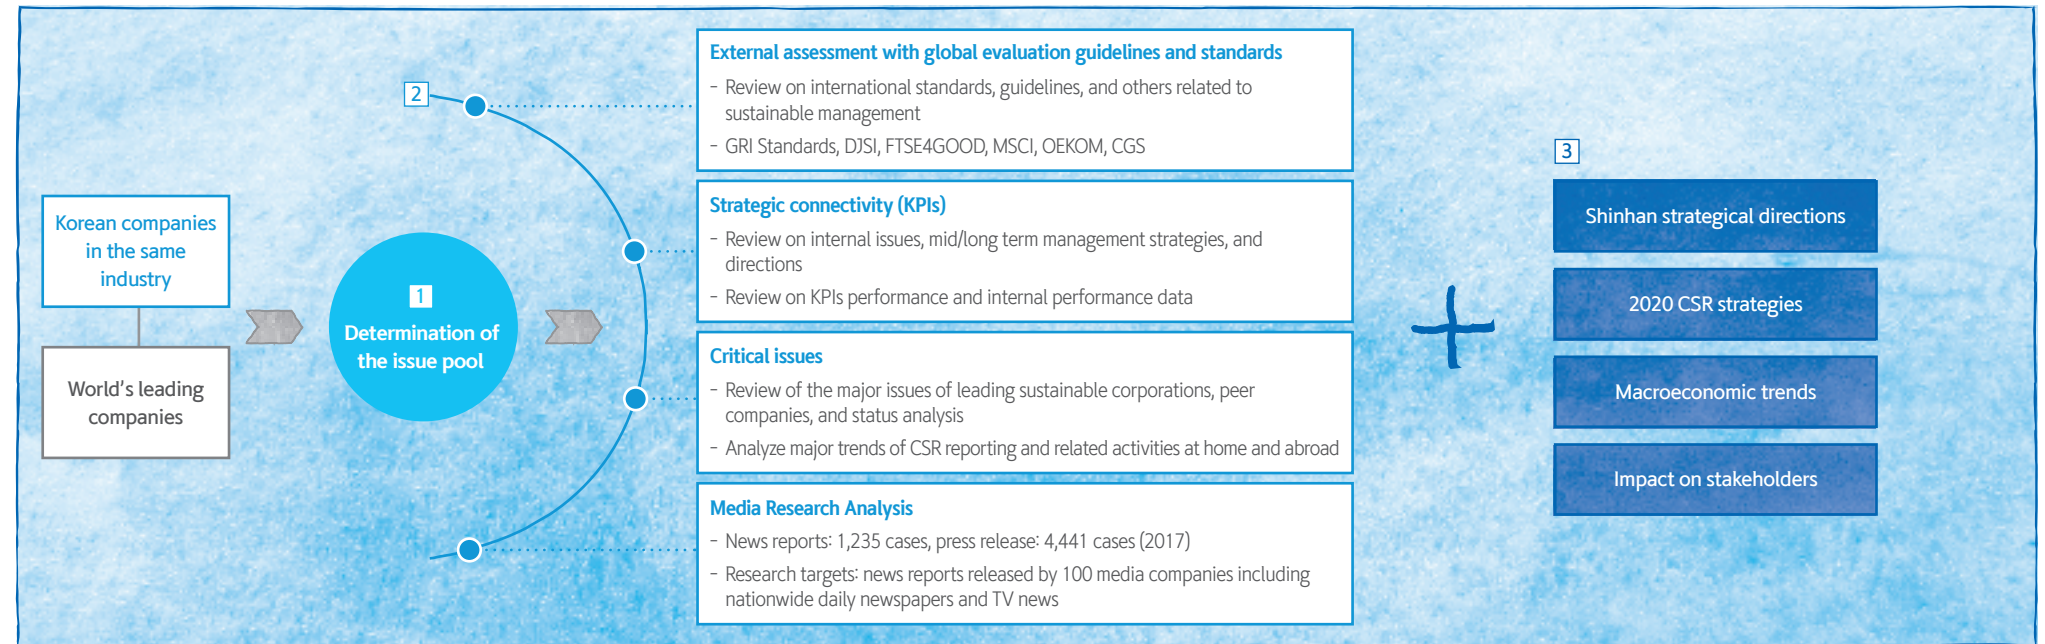 Korean companies
in the same
industry
World's leading
companies
1
Determination of
the issue pool
2
External assessment with global evaluation guidelines and standards
- Review on international standards, guidelines, and others related to
sustainable management
- GRI Standards, DJSI, FTSE4GOOD, MSCI, OEKOM, CGS
Strategic connectivity (KPIs)
- Review on internal issues, mid/long term management strategies, and
directions
- Review on KPIs performance and internal performance data
Critical issues
- Review of the major issues of leading sustainable corporations, peer
companies, and status analysis
- Analyze major trends of CSR reporting and related activities at home and abroad
Media Research Analysis
- News reports: 1,235 cases, press release: 4,441 cases (2017)
- Research targets: news reports released by 100 media companies including
nationwide daily newspapers and TV news
3
Shinhan strategical directions
2020 CSR strategies
Macroeconomic trends
Impact on stakeholders